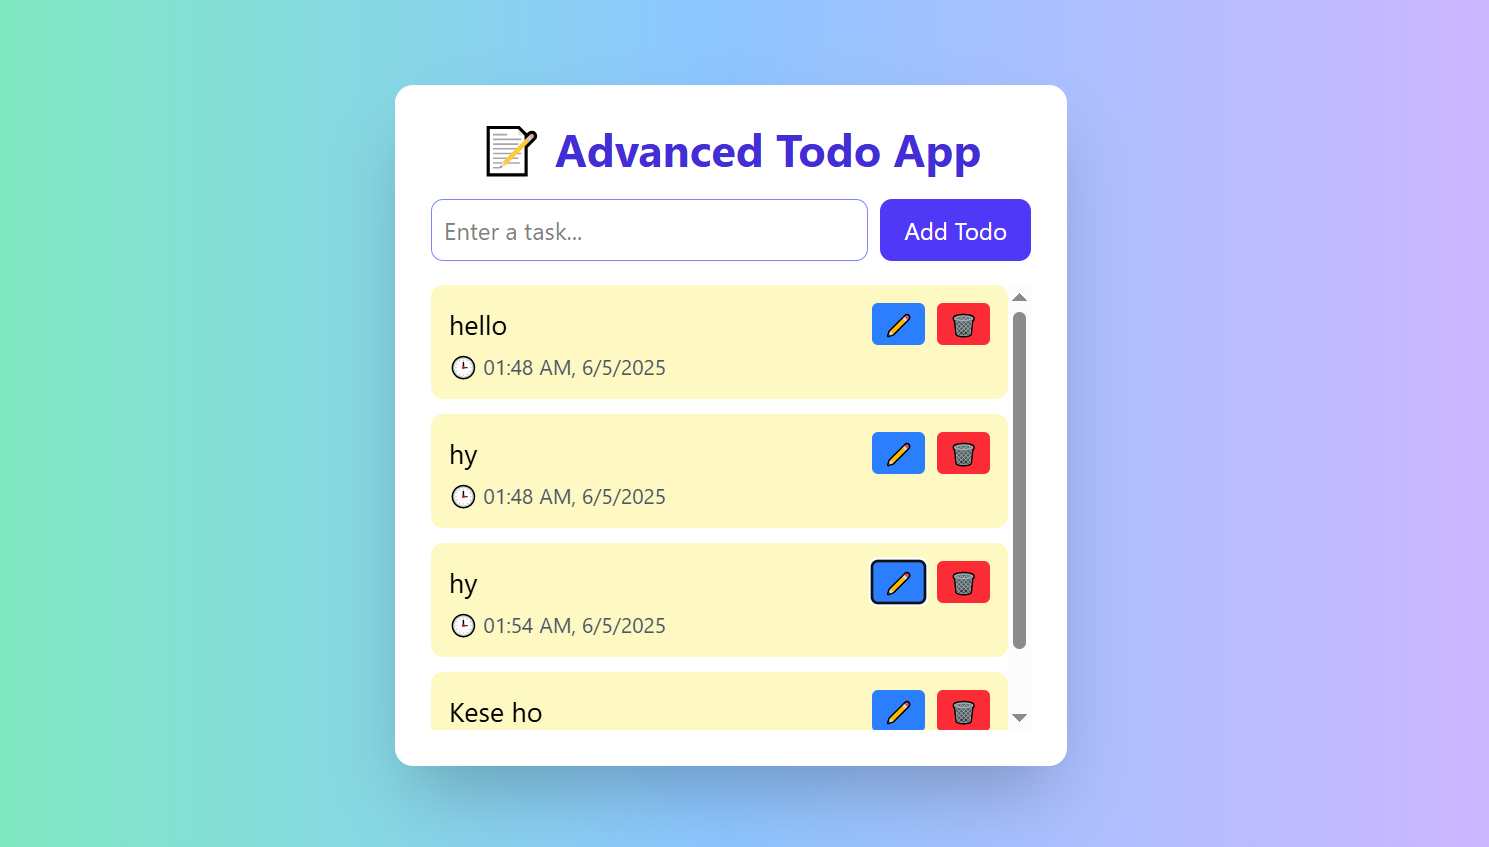 Advanced Todo App
Enter a task...
Add Todo
hello
01:48 AM, 6/5/2025
hy
01:48 AM, 6/5/2025
hy
01:54 AM, 6/5/2025
Kese ho